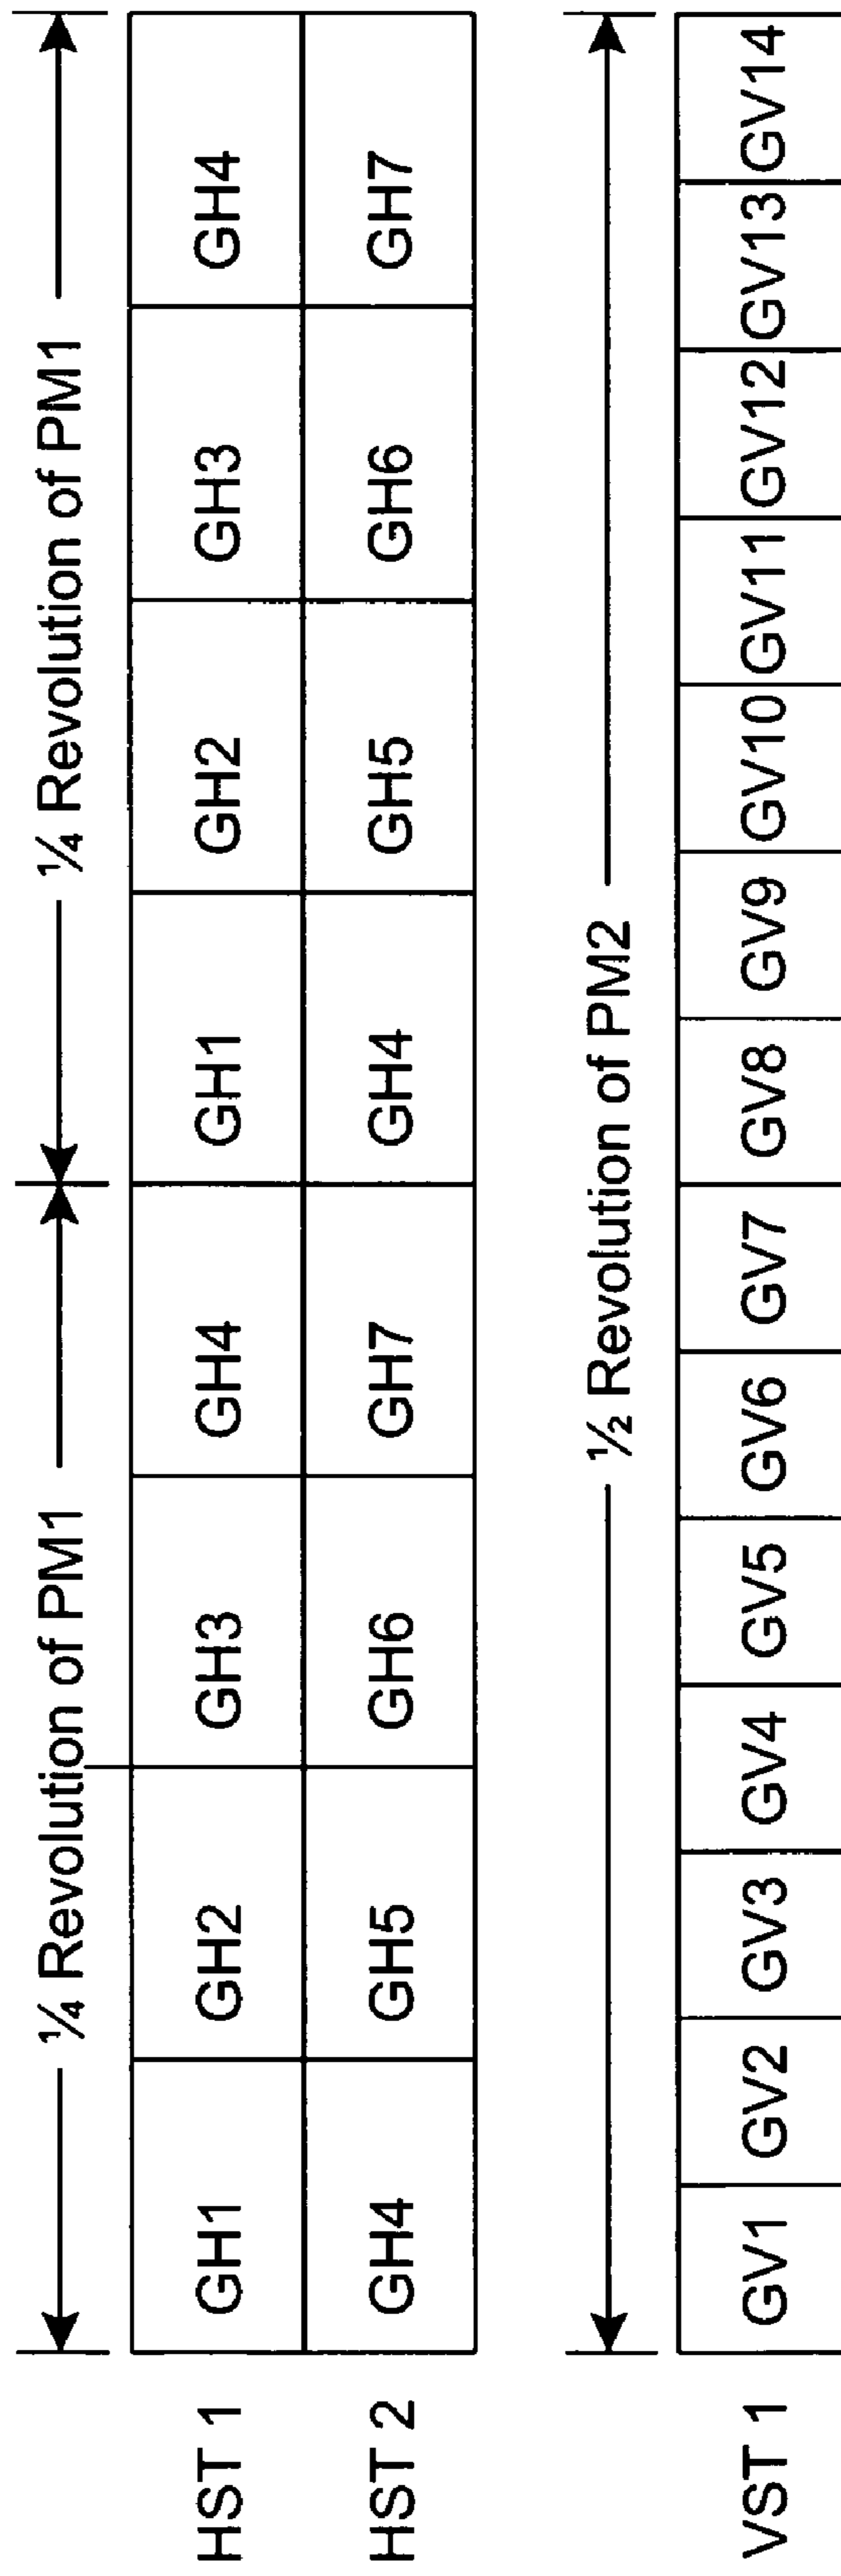 ¼ Revolution of PM1 ¼ Revolution of PM1
HST 1 GH1 GH2 GH3 GH4 GH1 GH2 GH3 GH4
HST 2 GH4 GH5 GH6 GH7 GH4 GH5 GH6 GH7
½ Revolution of PM2
VST 1 GV1 GV2 GV3 GV4 GV5 GV6 GV7 GV8 GV9 GV10 GV11 GV12 GV13 GV14